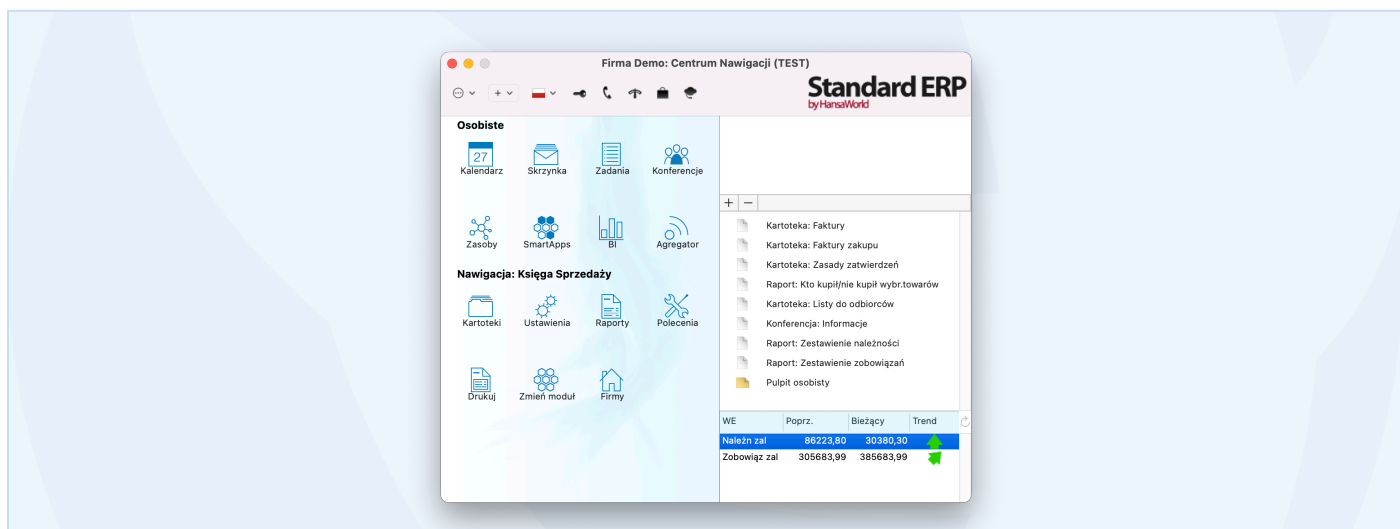 Firma Demo: Centrum Nawigacji (TEST)
Standard ERP
by HansaWorld
Osobiste
27
Kalendarz
Skrzynka
Zadania
Konferencje
Zasoby
SmartApps
BI
Agregator
Nawigacja: Księga Sprzedaży
Kartoteki
Ustawienia
Raporty
Polecenia
Drukuj
Zmień moduł
Firmy
Kartoteka: Faktury
Kartoteka: Faktury zakupu
Kartoteka: Zasady zatwierdzeń
Raport: Kto kupił/nie kupił wybr.towarów
Kartoteka: Listy do odbiorców
Konferencja: Informacje
Raport: Zestawienie należności
Raport: Zestawienie zobowiązań
Pulpit osobisty
WE Poprz. Bieżący Trend
Należn zal 86223,80 30380,30
Zobowiąz zal 305683,99 385683,99